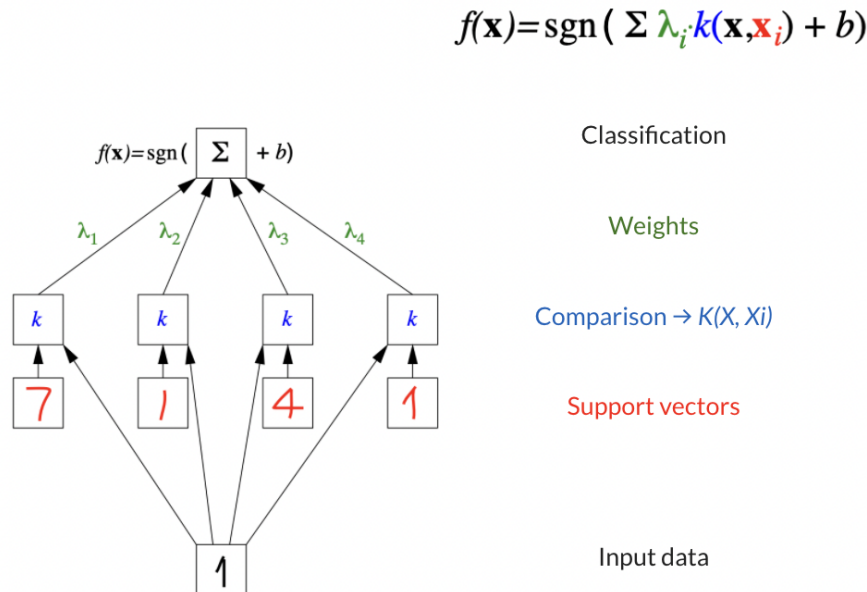 f(x)=sgn( Σ λi·k(x,xi) + b)
Classification
f(x)=sgn( Σ + b)
λ1 λ2 λ3 λ4
Weights
k k k k
Comparison → K(X, Xi)
7 1 4 1
Support vectors
1
Input data